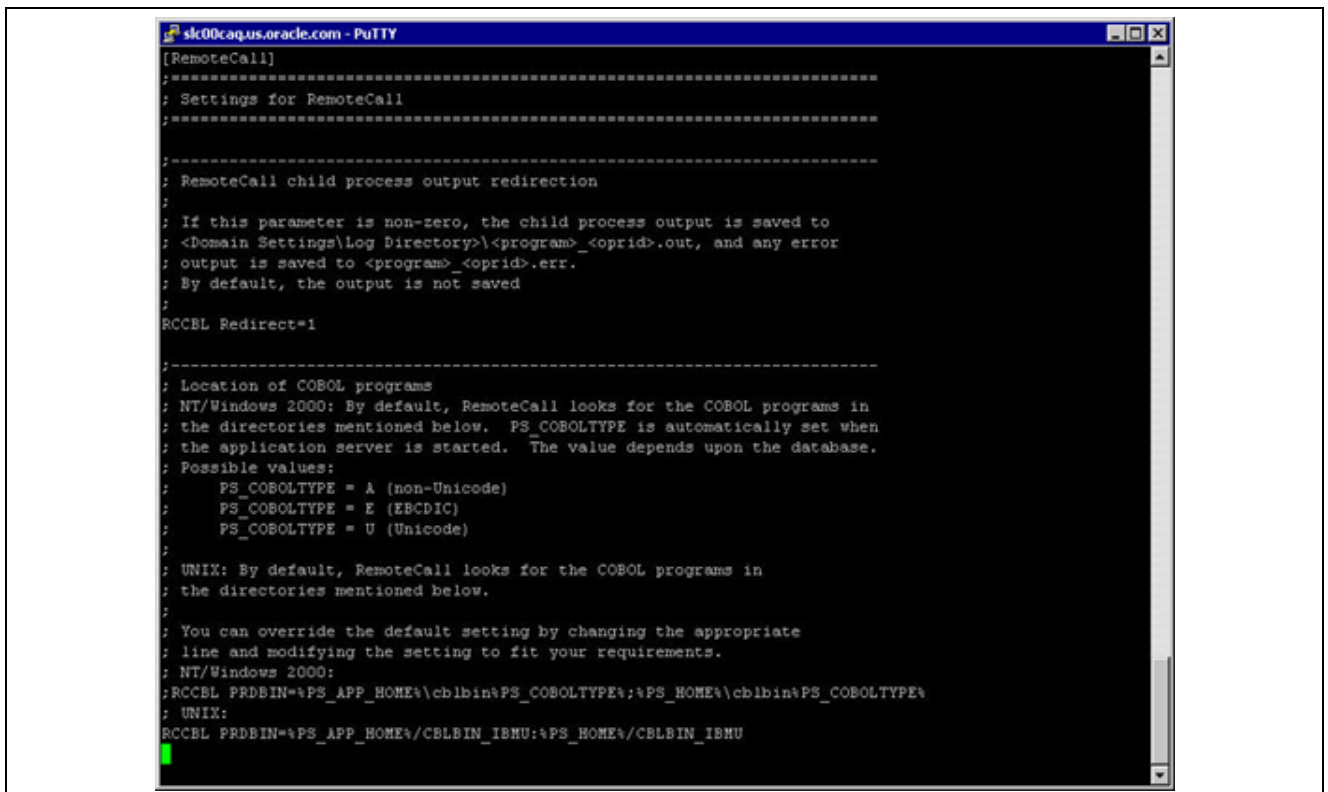 slc00caq.us.oracle.com - PuTTY
[RemoteCall]
;=========================================================================
; Settings for RemoteCall
;=========================================================================
;-------------------------------------------------------------------------
; RemoteCall child process output redirection
;
; If this parameter is non-zero, the child process output is saved to
; <Domain Settings\Log Directory>\<program>_<oprid>.out, and any error
; output is saved to <program>_<oprid>.err.
; By default, the output is not saved
;
RCCBL Redirect=1
;-------------------------------------------------------------------------
; Location of COBOL programs
; NT/Windows 2000: By default, RemoteCall looks for the COBOL programs in
; the directories mentioned below.  PS_COBOLTYPE is automatically set when
; the application server is started.  The value depends upon the database.
; Possible values:
;     PS_COBOLTYPE = A (non-Unicode)
;     PS_COBOLTYPE = E (EBCDIC)
;     PS_COBOLTYPE = U (Unicode)
;
; UNIX: By default, RemoteCall looks for the COBOL programs in
; the directories mentioned below.
;
; You can override the default setting by changing the appropriate
; line and modifying the setting to fit your requirements.
; NT/Windows 2000:
;RCCBL PRDBIN=%PS_APP_HOME%\cblbin%PS_COBOLTYPE%;%PS_HOME%\cblbin%PS_COBOLTYPE%
; UNIX:
RCCBL PRDBIN=%PS_APP_HOME%/CBLBIN_IBMU:%PS_HOME%/CBLBIN_IBMU